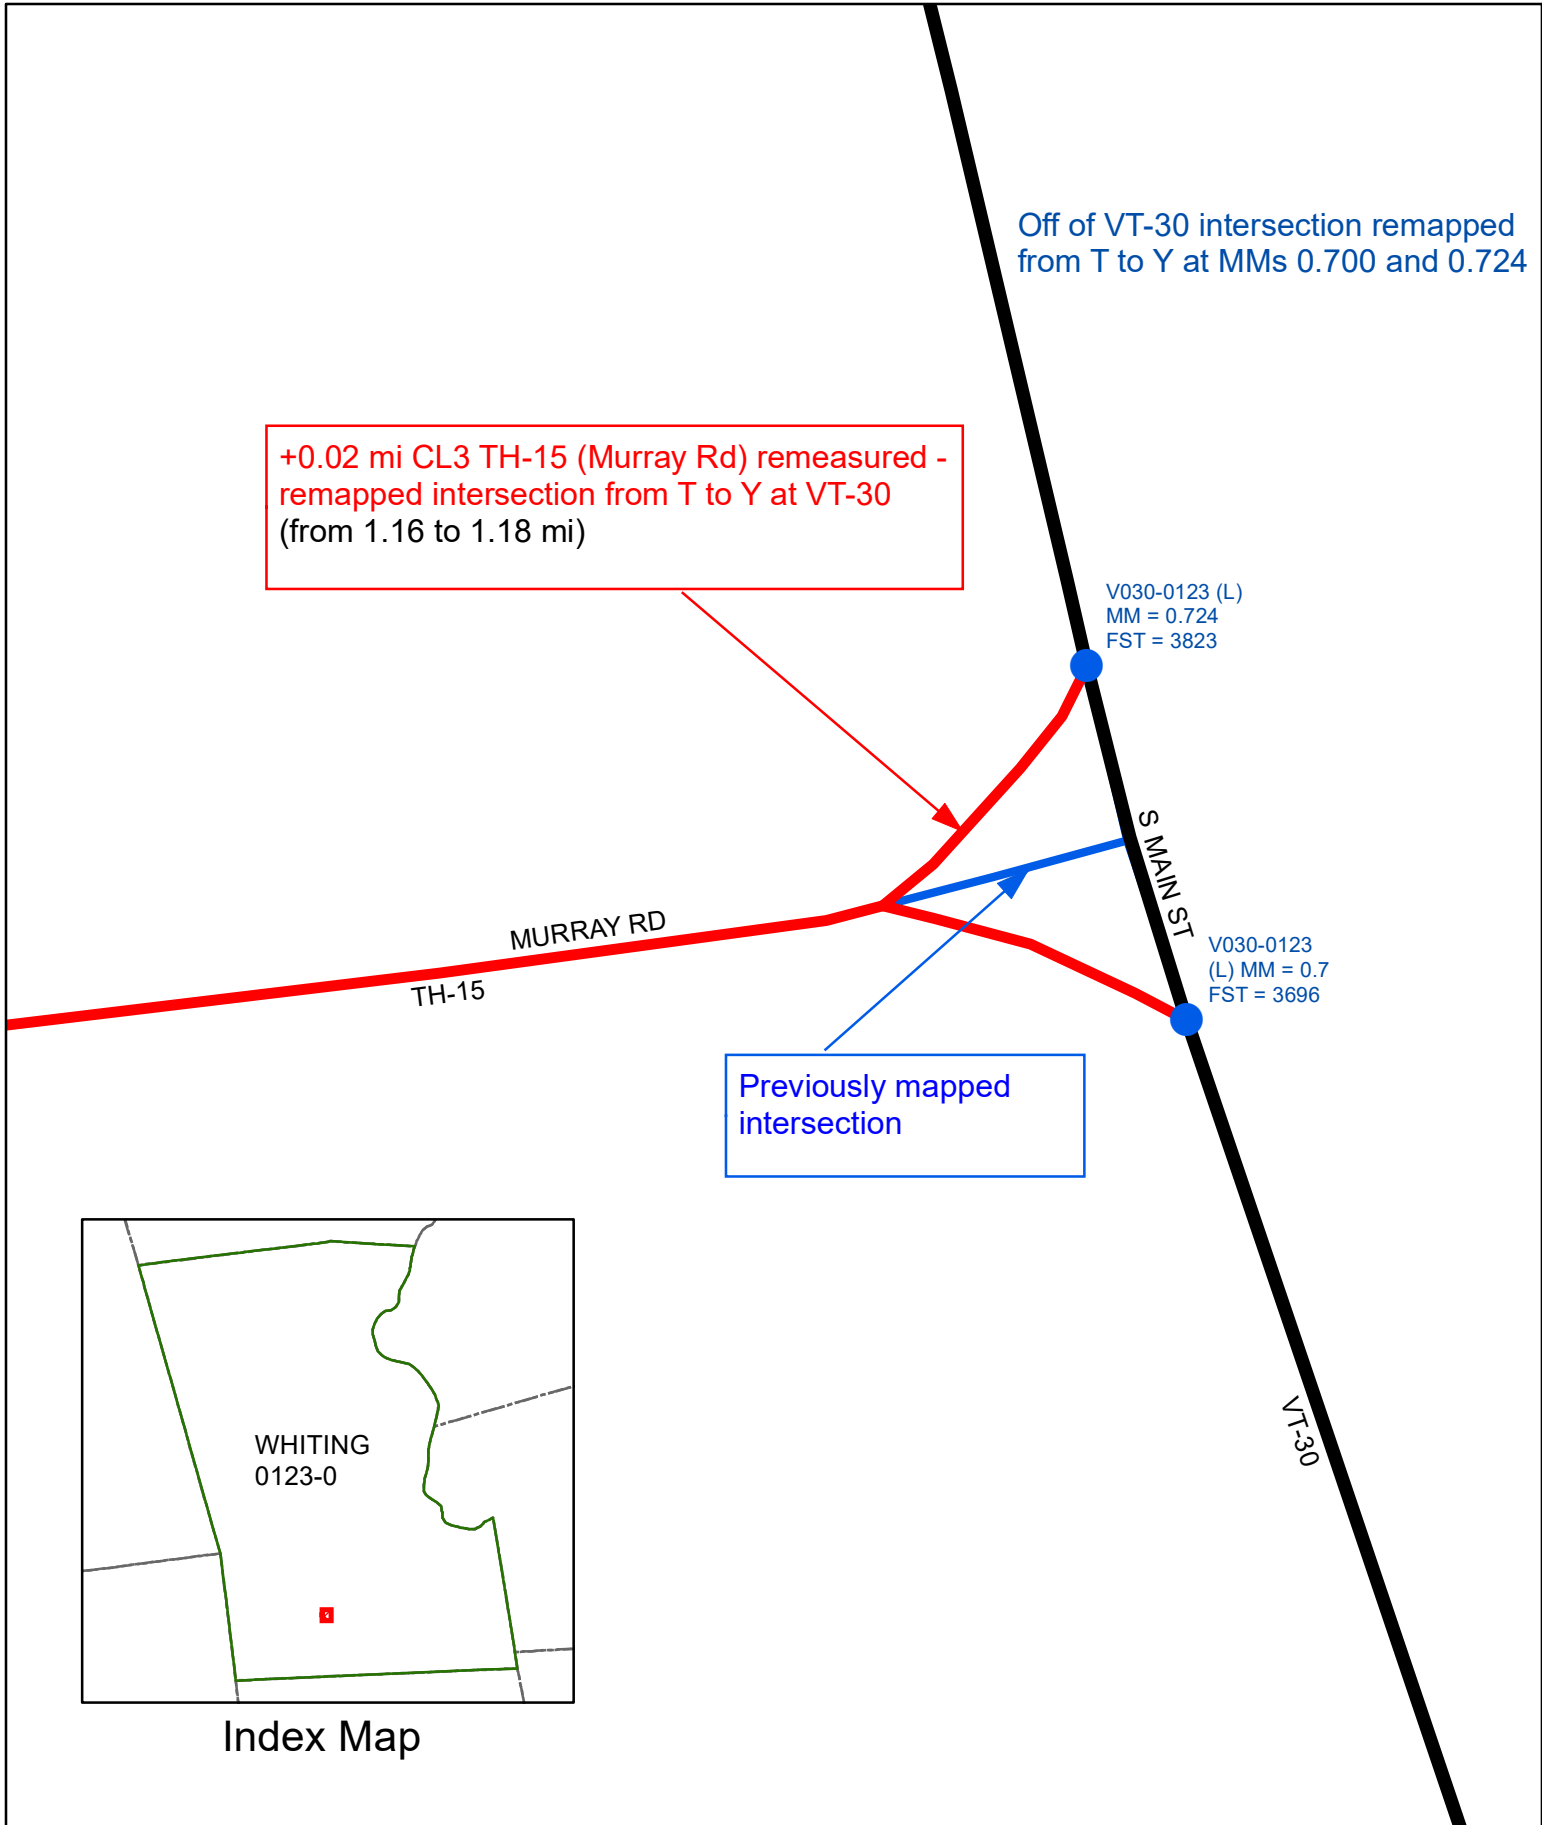 Off of VT-30 intersection remapped
from T to Y at MMs 0.700 and 0.724
+0.02 mi CL3 TH-15 (Murray Rd) remeasured -
remapped intersection from T to Y at VT-30
(from 1.16 to 1.18 mi)
V030-0123 (L)
MM = 0.724
FST = 3823
S MAIN ST
MURRAY RD
TH-15
V030-0123
(L) MM = 0.7
FST = 3696
Previously mapped
intersection
VT-30
WHITING
0123-0
Index Map